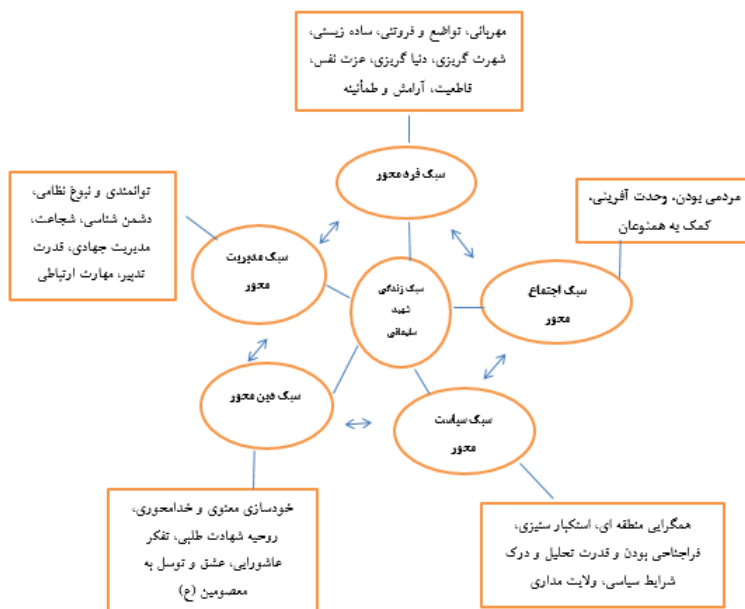 مهربانی، تواضع و فروتنی، ساده زیستی،
شهرت گریزی، دنیا گریزی، عزت نفس،
قاطعیت، آرامش و طمأنینه
سبک فرد محور
مردمی بودن، وحدت آفرینی،
کمک به همنوعان
سبک اجتماع
محور
توانمندی و نبوغ نظامی،
دشمن شناسی، شجاعت،
مدیریت جهادی، قدرت
تدبیر، مهارت ارتباطی
سبک مدیریت
محور
سبک زندگی
شهید
سلیمانی
سبک دین محور
سبک سیاست
محور
خودسازی معنوی و خدامحوری،
روحیه شهادت طلبی، تفکر
عاشورایی، عشق و توسل به
معصومین (ع)
همگرایی منطقه ای، استکبار ستیزی،
فراجناحی بودن و قدرت تحلیل و درک
شرایط سیاسی، ولایت مداری